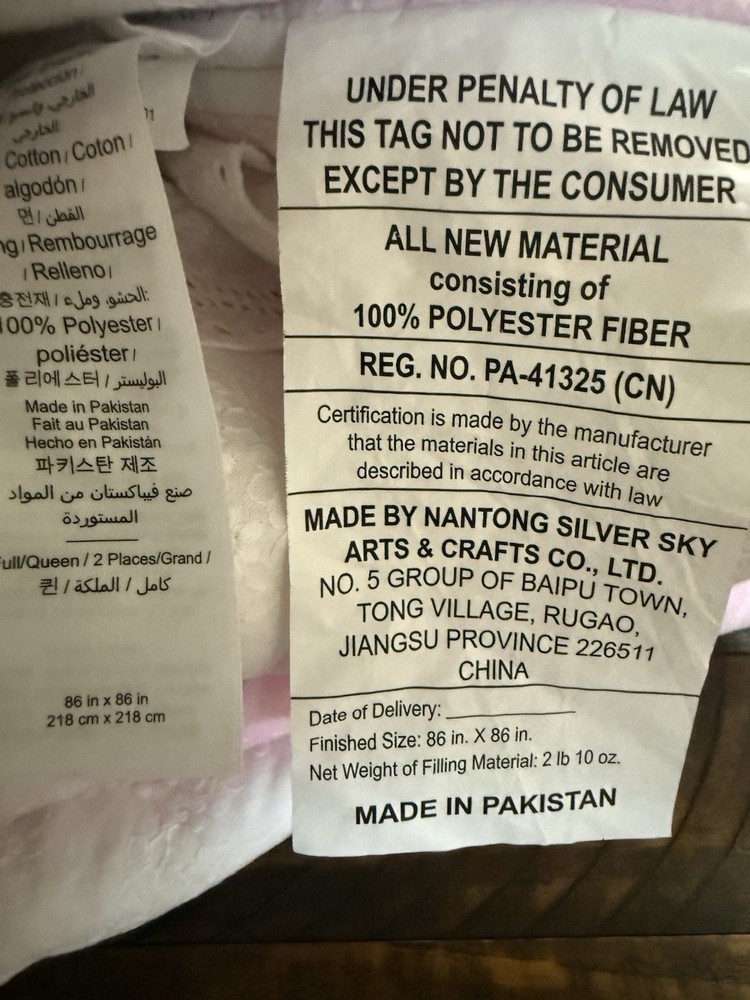 الخارجي
Cotton / Coton /
algodón /
면 / القطن
Rembourrage
/ Relleno /
충전재 / الحشو، وملء:
100% Polyester /
poliéster /
폴리에스터 / البوليستر
Made in Pakistan
Fait au Pakistan
Hecho en Pakistán
파키스탄 제조
صنع فيباكستان من المواد
المستوردة
Full/Queen / 2 Places/Grand /
퀸 / كامل / الملكة
86 in x 86 in
218 cm x 218 cm
UNDER PENALTY OF LAW
THIS TAG NOT TO BE REMOVED
EXCEPT BY THE CONSUMER
ALL NEW MATERIAL
consisting of
100% POLYESTER FIBER
REG. NO. PA-41325 (CN)
Certification is made by the manufacturer
that the materials in this article are
described in accordance with law
MADE BY NANTONG SILVER SKY
ARTS & CRAFTS CO., LTD.
NO. 5 GROUP OF BAIPU TOWN,
TONG VILLAGE, RUGAO,
JIANGSU PROVINCE 226511
CHINA
Date of Delivery:
Finished Size: 86 in. X 86 in.
Net Weight of Filling Material: 2 lb 10 oz.
MADE IN PAKISTAN